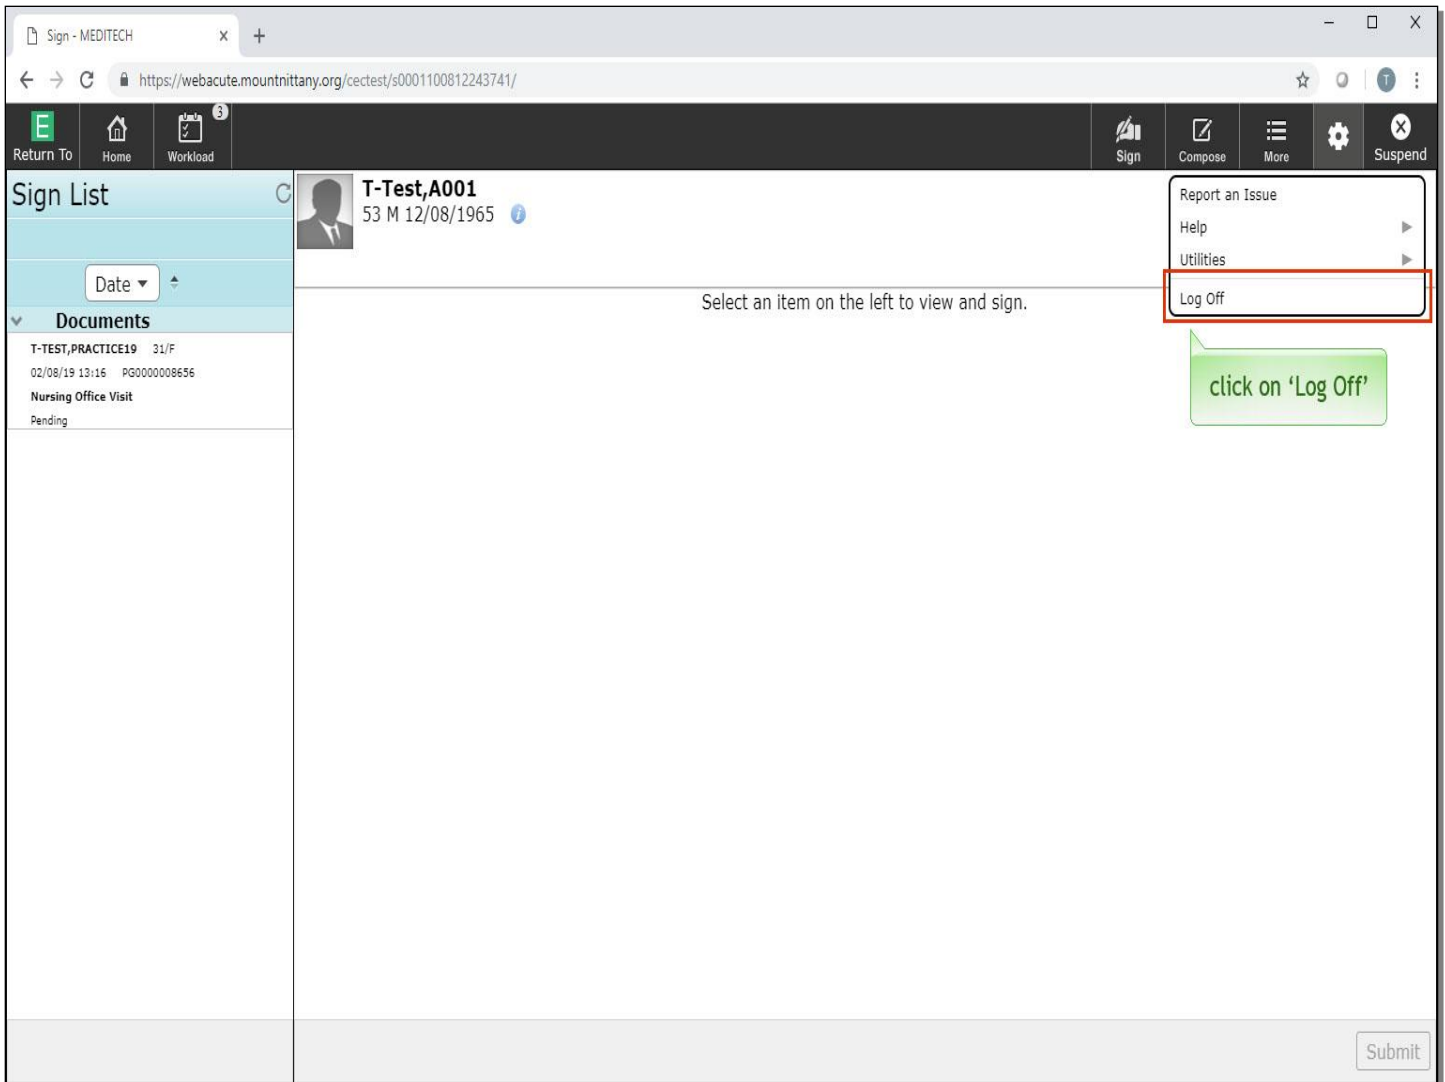 Sign - MEDITECH
https://webacute.mountnittany.org/cectest/s0001100812243741/
T
E
3
Return To
Home
Workload
Sign
Compose
More
Suspend
Sign List
Date
Documents
T-TEST,PRACTICE19 31/F
02/08/19 13:16 PG0000008656
Nursing Office Visit
Pending
T-Test,A001
53 M 12/08/1965
i
Select an item on the left to view and sign.
Report an Issue
Help
Utilities
Log Off
click on ‘Log Off’
Submit